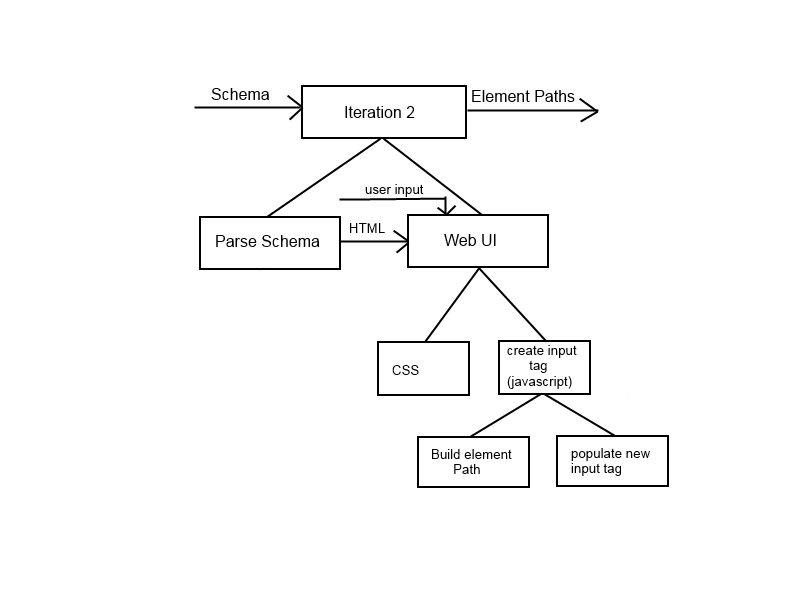 Schema
Iteration 2
Element Paths
user input
Parse Schema
HTML
Web UI
CSS
create input
tag
(javascript)
Build element
Path
populate new
input tag